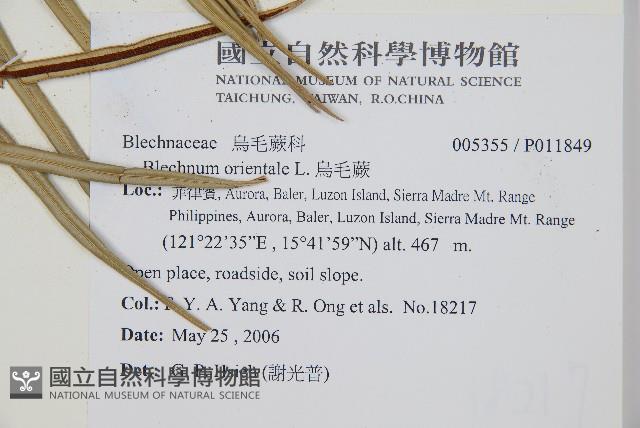 國立自然科學博物館
NATIONAL MUSEUM OF NATURAL SCIENCE
TAICHUNG, TAIWAN, R.O.CHINA
Blechnaceae 烏毛蕨科 005355 / P011849
Blechnum orientale L. 烏毛蕨
Loc.: 菲律賓, Aurora, Baler, Luzon Island, Sierra Madre Mt. Range
Philippines, Aurora, Baler, Luzon Island, Sierra Madre Mt. Range
(121°22'35"E , 15°41'59"N) alt. 467 m.
Open place, roadside, soil slope.
Col.: Y. A. Yang & R. Ong et als. No.18217
Date: May 25 , 2006
Det. Hsieh (謝光普)
國立自然科學博物館
NATIONAL MUSEUM OF NATURAL SCIENCE